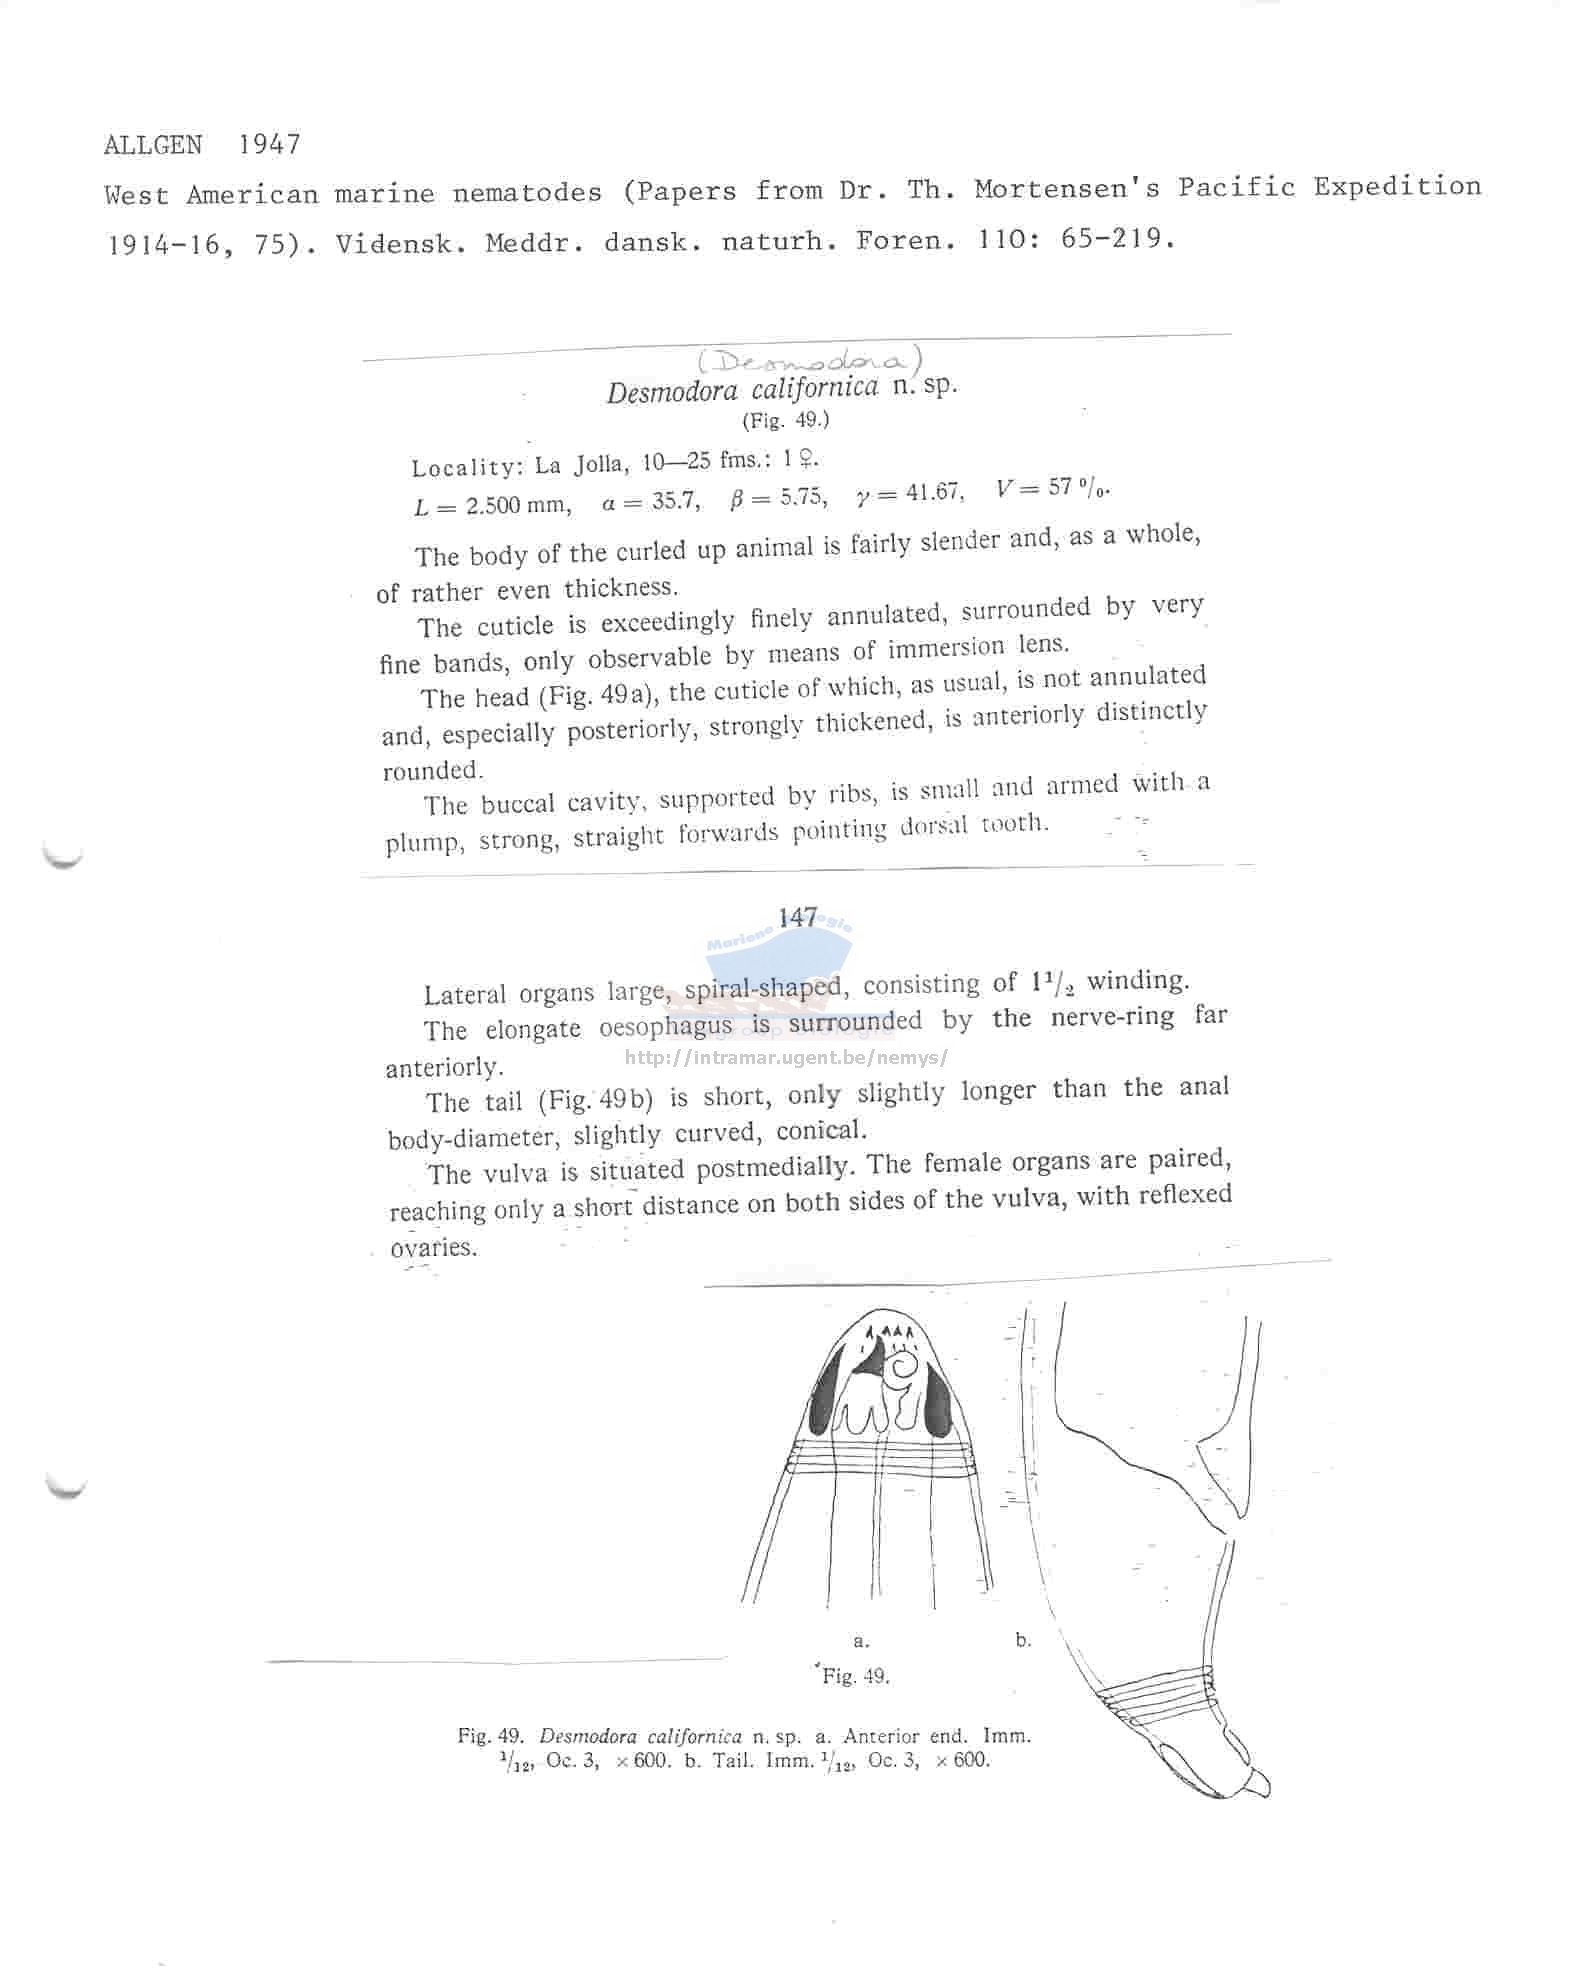 ALLGEN 1947
West American marine nematodes (Papers from Dr. Th. Mortensen's Pacific Expedition
1914-16, 75). Vidensk. Meddr. dansk. naturh. Foren. 110: 65-219.
(Desmodora)
Desmodora californica n. sp.
(Fig. 49.)
Locality: La Jolla, 10—25 fms.: 1 ♀.
L = 2.500 mm, α = 35.7, β = 5.75, γ = 41.67, V = 57 %.
The body of the curled up animal is fairly slender and, as a whole,
of rather even thickness.
The cuticle is exceedingly finely annulated, surrounded by very
fine bands, only observable by means of immersion lens.
The head (Fig. 49a), the cuticle of which, as usual, is not annulated
and, especially posteriorly, strongly thickened, is anteriorly distinctly
rounded.
The buccal cavity, supported by ribs, is small and armed with a
plump, strong, straight forwards pointing dorsal tooth.
147
Lateral organs large, spiral-shaped, consisting of 1 1/2 winding.
The elongate oesophagus is surrounded by the nerve-ring far
anteriorly.
http://intramar.ugent.be/nemys/
The tail (Fig. 49b) is short, only slightly longer than the anal
body-diameter, slightly curved, conical.
The vulva is situated postmedially. The female organs are paired,
reaching only a short distance on both sides of the vulva, with reflexed
ovaries.
a.
b.
Fig. 49.
Fig. 49. Desmodora californica n. sp. a. Anterior end. Imm.
1/12, Oc. 3, × 600. b. Tail. Imm. 1/12, Oc. 3, × 600.